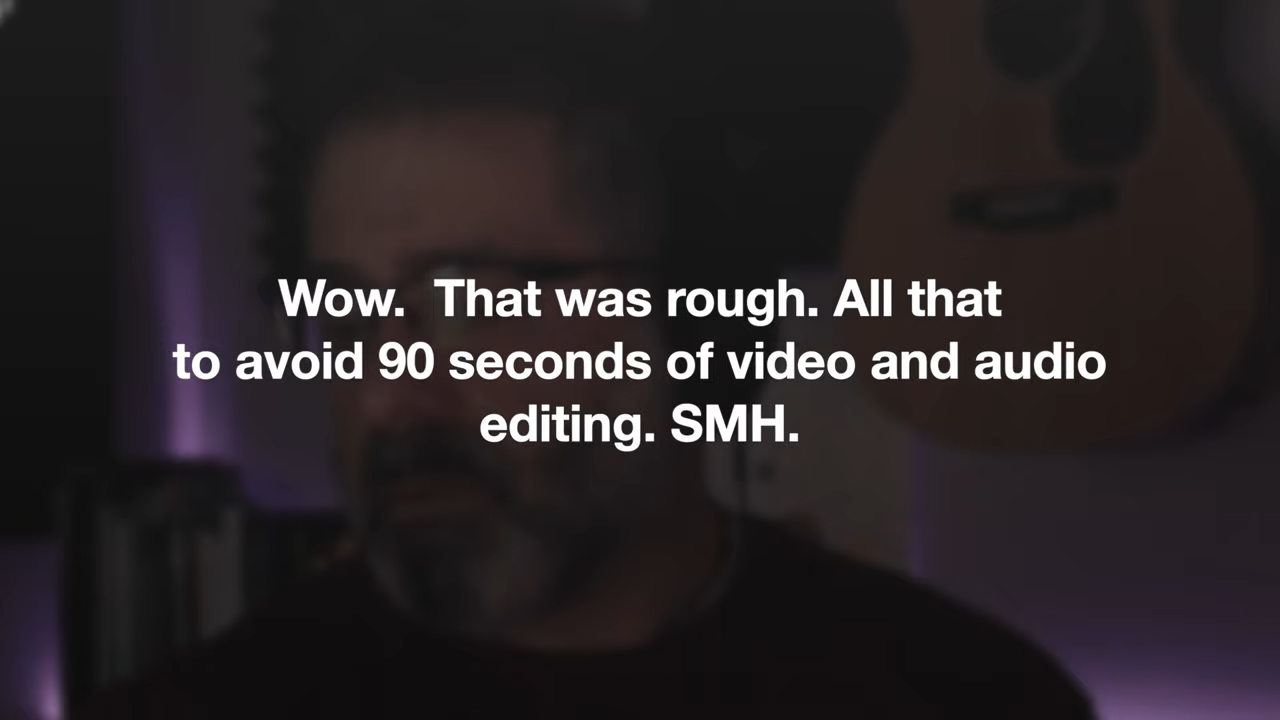 Wow.  That was rough. All that
to avoid 90 seconds of video and audio
editing. SMH.